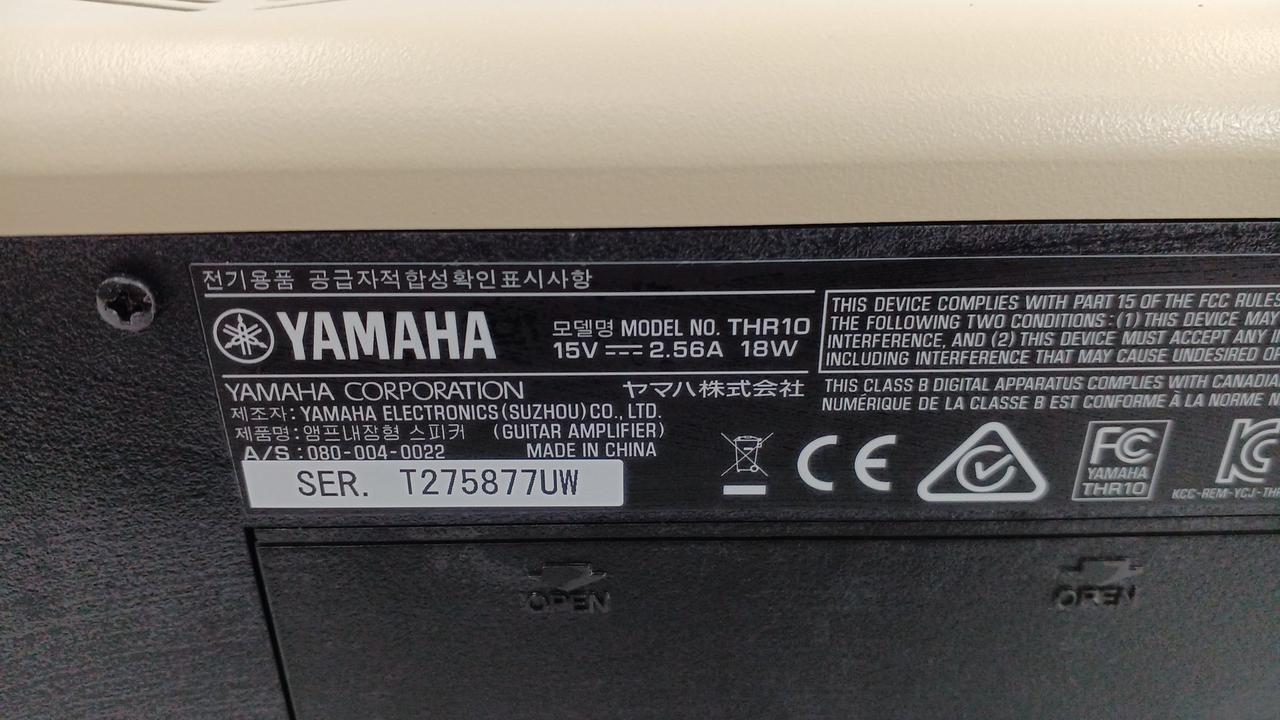 전기용품 공급자적합성확인표시사항
YAMAHA
모델명 MODEL NO. THR10
15V 2.56A 18W
YAMAHA CORPORATION ヤマハ株式会社
제조자: YAMAHA ELECTRONICS (SUZHOU) CO., LTD.
제품명: 앰프내장형 스피커 (GUITAR AMPLIFIER)
A/S : 080-004-0022 MADE IN CHINA
SER. T275877UW
THIS DEVICE COMPLIES WITH PART 15 OF THE FCC RULES
THE FOLLOWING TWO CONDITIONS : (1) THIS DEVICE MAY
INTERFERENCE, AND (2) THIS DEVICE MUST ACCEPT ANY
INCLUDING INTERFERENCE THAT MAY CAUSE UNDESIRED
THIS CLASS B DIGITAL APPARATUS COMPLIES WITH
NUMÉRIQUE DE LA CLASSE B EST CONFORME À LA NORME
CE
FC
YAMAHA
THR10
KCC-REM-YCJ-
OPEN
OPEN